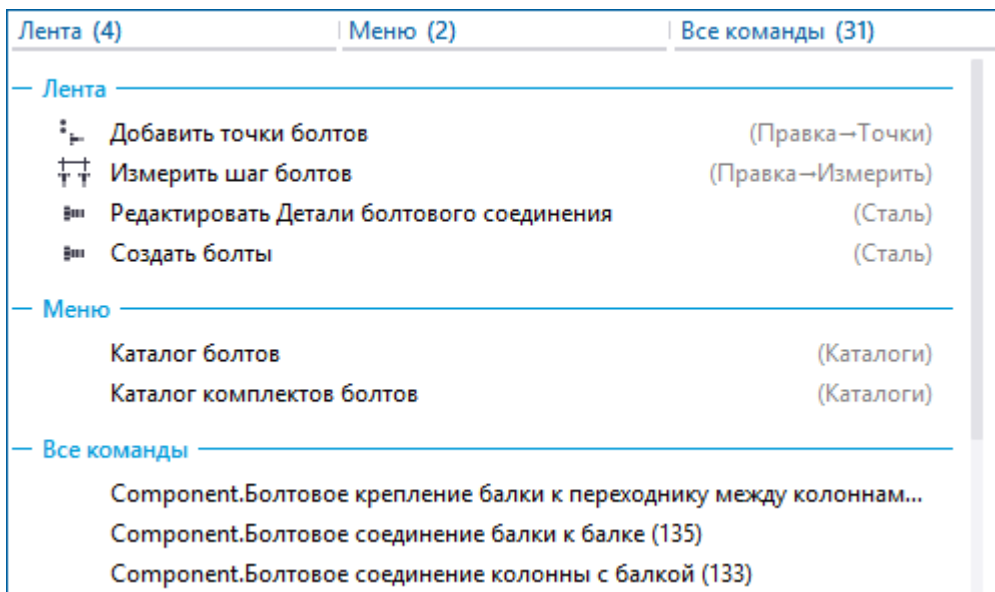 Лента (4) Меню (2) Все команды (31)
Лента
Добавить точки болтов (Правка→Точки)
Измерить шаг болтов (Правка→Измерить)
Редактировать Детали болтового соединения (Сталь)
Создать болты (Сталь)
Меню
Каталог болтов (Каталоги)
Каталог комплектов болтов (Каталоги)
Все команды
Component.Болтовое крепление балки к переходнику между колоннам...
Component.Болтовое соединение балки к балке (135)
Component.Болтовое соединение колонны с балкой (133)